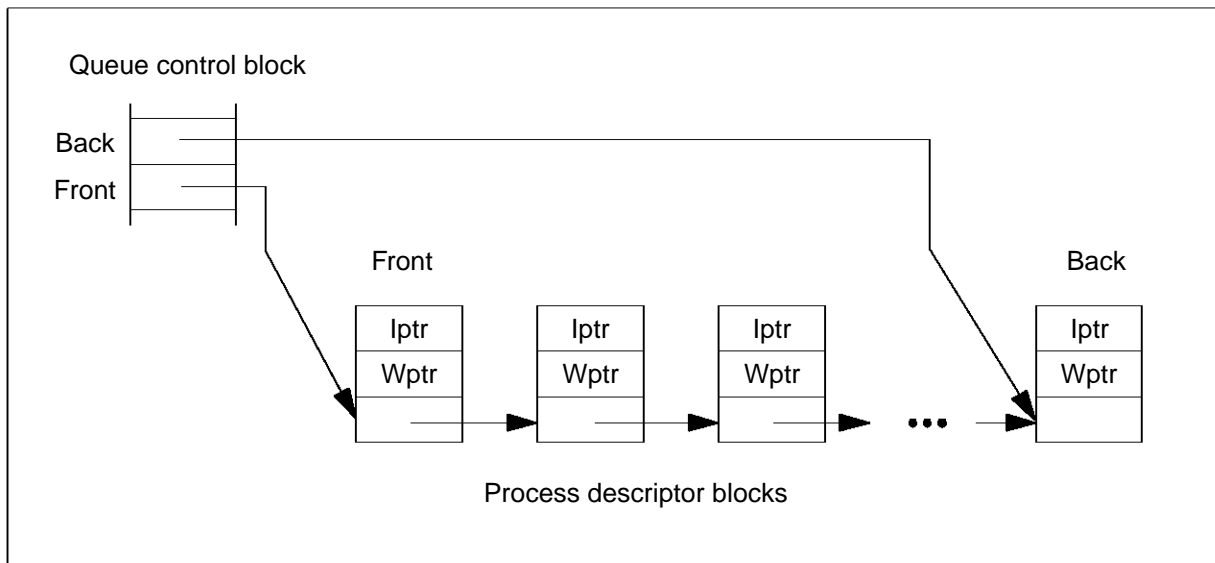 Queue control block
Back
Front
Front
Back
Iptr
Iptr
Iptr
Iptr
Wptr
Wptr
Wptr
Wptr
Process descriptor blocks